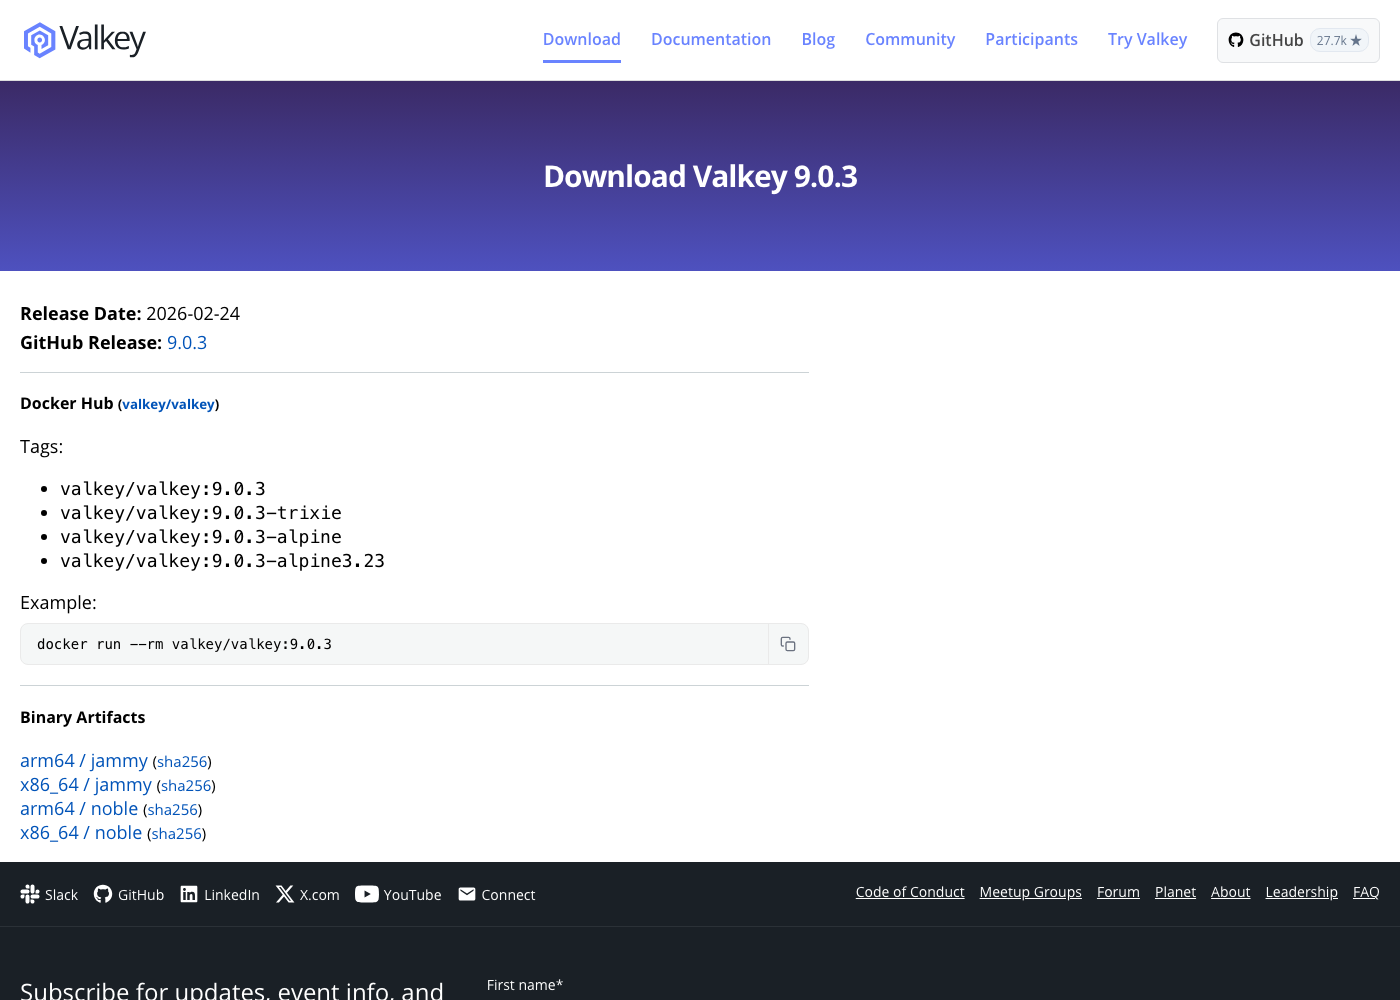 Valkey
Download Documentation Blog Community Participants Try Valkey GitHub 27.7k ★
Download Valkey 9.0.3
Release Date: 2026-02-24
GitHub Release: 9.0.3
Docker Hub (valkey/valkey)
Tags:
• valkey/valkey:9.0.3
• valkey/valkey:9.0.3-trixie
• valkey/valkey:9.0.3-alpine
• valkey/valkey:9.0.3-alpine3.23
Example:
docker run --rm valkey/valkey:9.0.3
Binary Artifacts
arm64 / jammy (sha256)
x86_64 / jammy (sha256)
arm64 / noble (sha256)
x86_64 / noble (sha256)
Slack GitHub LinkedIn X.com YouTube Connect
Code of Conduct Meetup Groups Forum Planet About Leadership FAQ
Subscribe for updates, event info, and
First name*